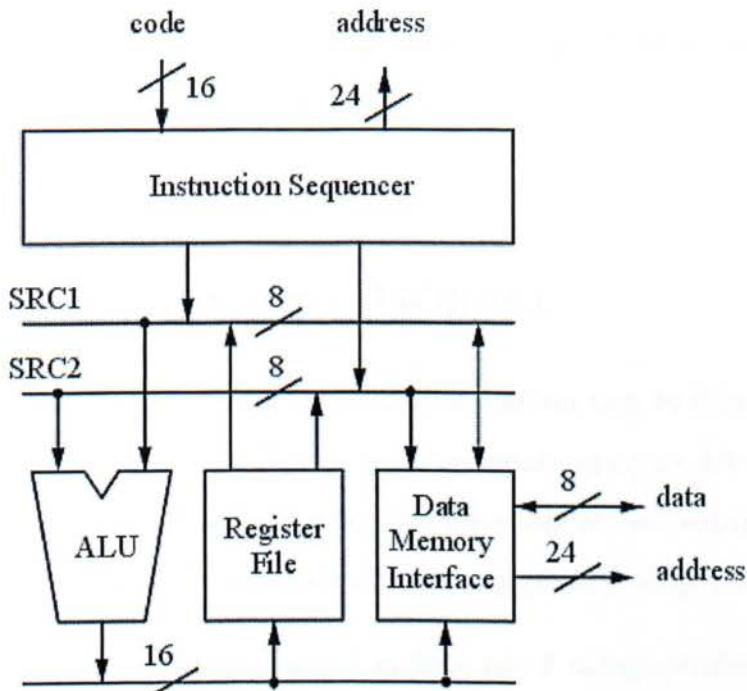 code address
16
24
Instruction Sequencer
SRC1
8
SRC2
8
ALU
Register
File
Data
Memory
Interface
8
data
24
address
16